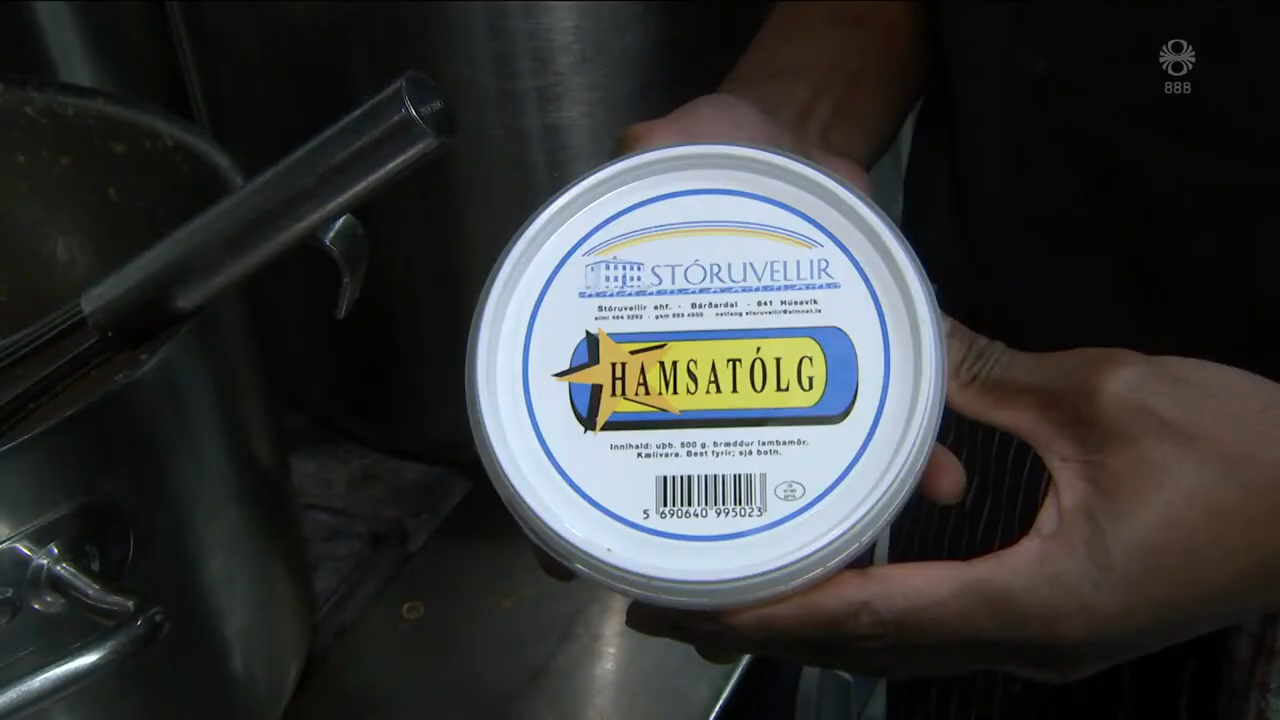 888
STÓRUVELLIR
Stóruvellir ehf. - Bárðardal - 641 Húsavík
HAMSATÓLG
Innihald: uþb. 500 g. bræddur lambamör.
Kælivara. Best fyrir; sjá botn.
5 690640 995023